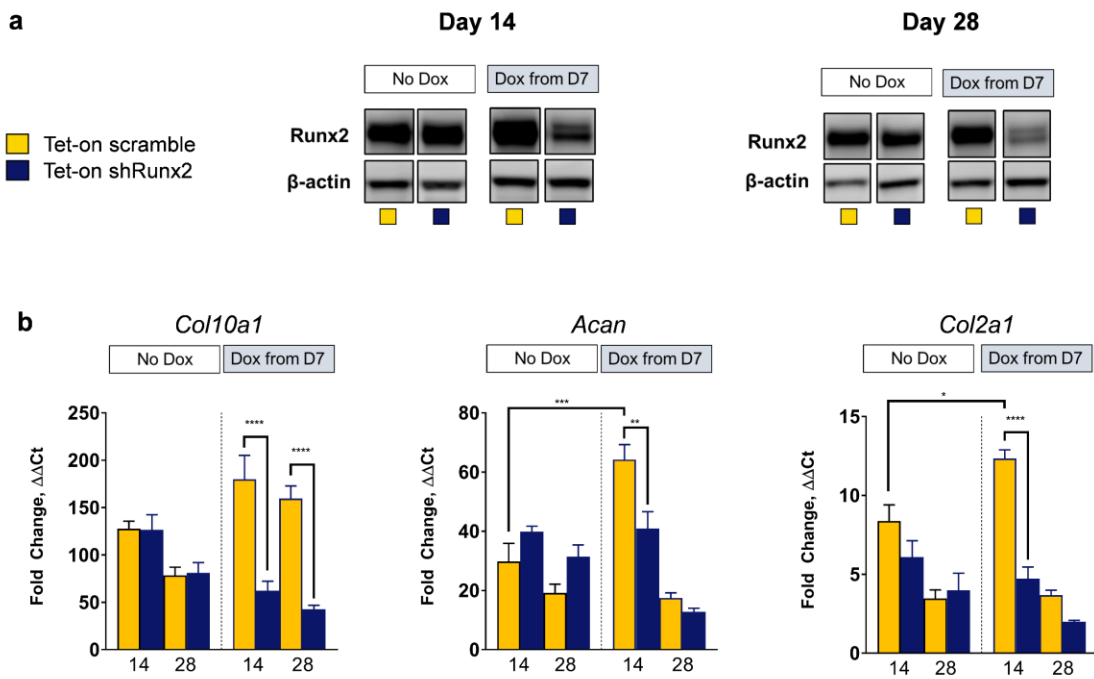 a
Day 14
Day 28
No Dox
Dox from D7
No Dox
Dox from D7
Tet-on scramble
Tet-on shRunx2
Runx2
β-actin
Runx2
β-actin
b
Col10a1
Acan
Col2a1
No Dox
Dox from D7
No Dox
Dox from D7
No Dox
Dox from D7
Fold Change, ΔΔCt
250
200
150
100
50
0
****
****
14
28
14
28
Fold Change, ΔΔCt
80
60
40
20
0
***
**
14
28
14
28
Fold Change, ΔΔCt
15
10
5
0
*
****
14
28
14
28